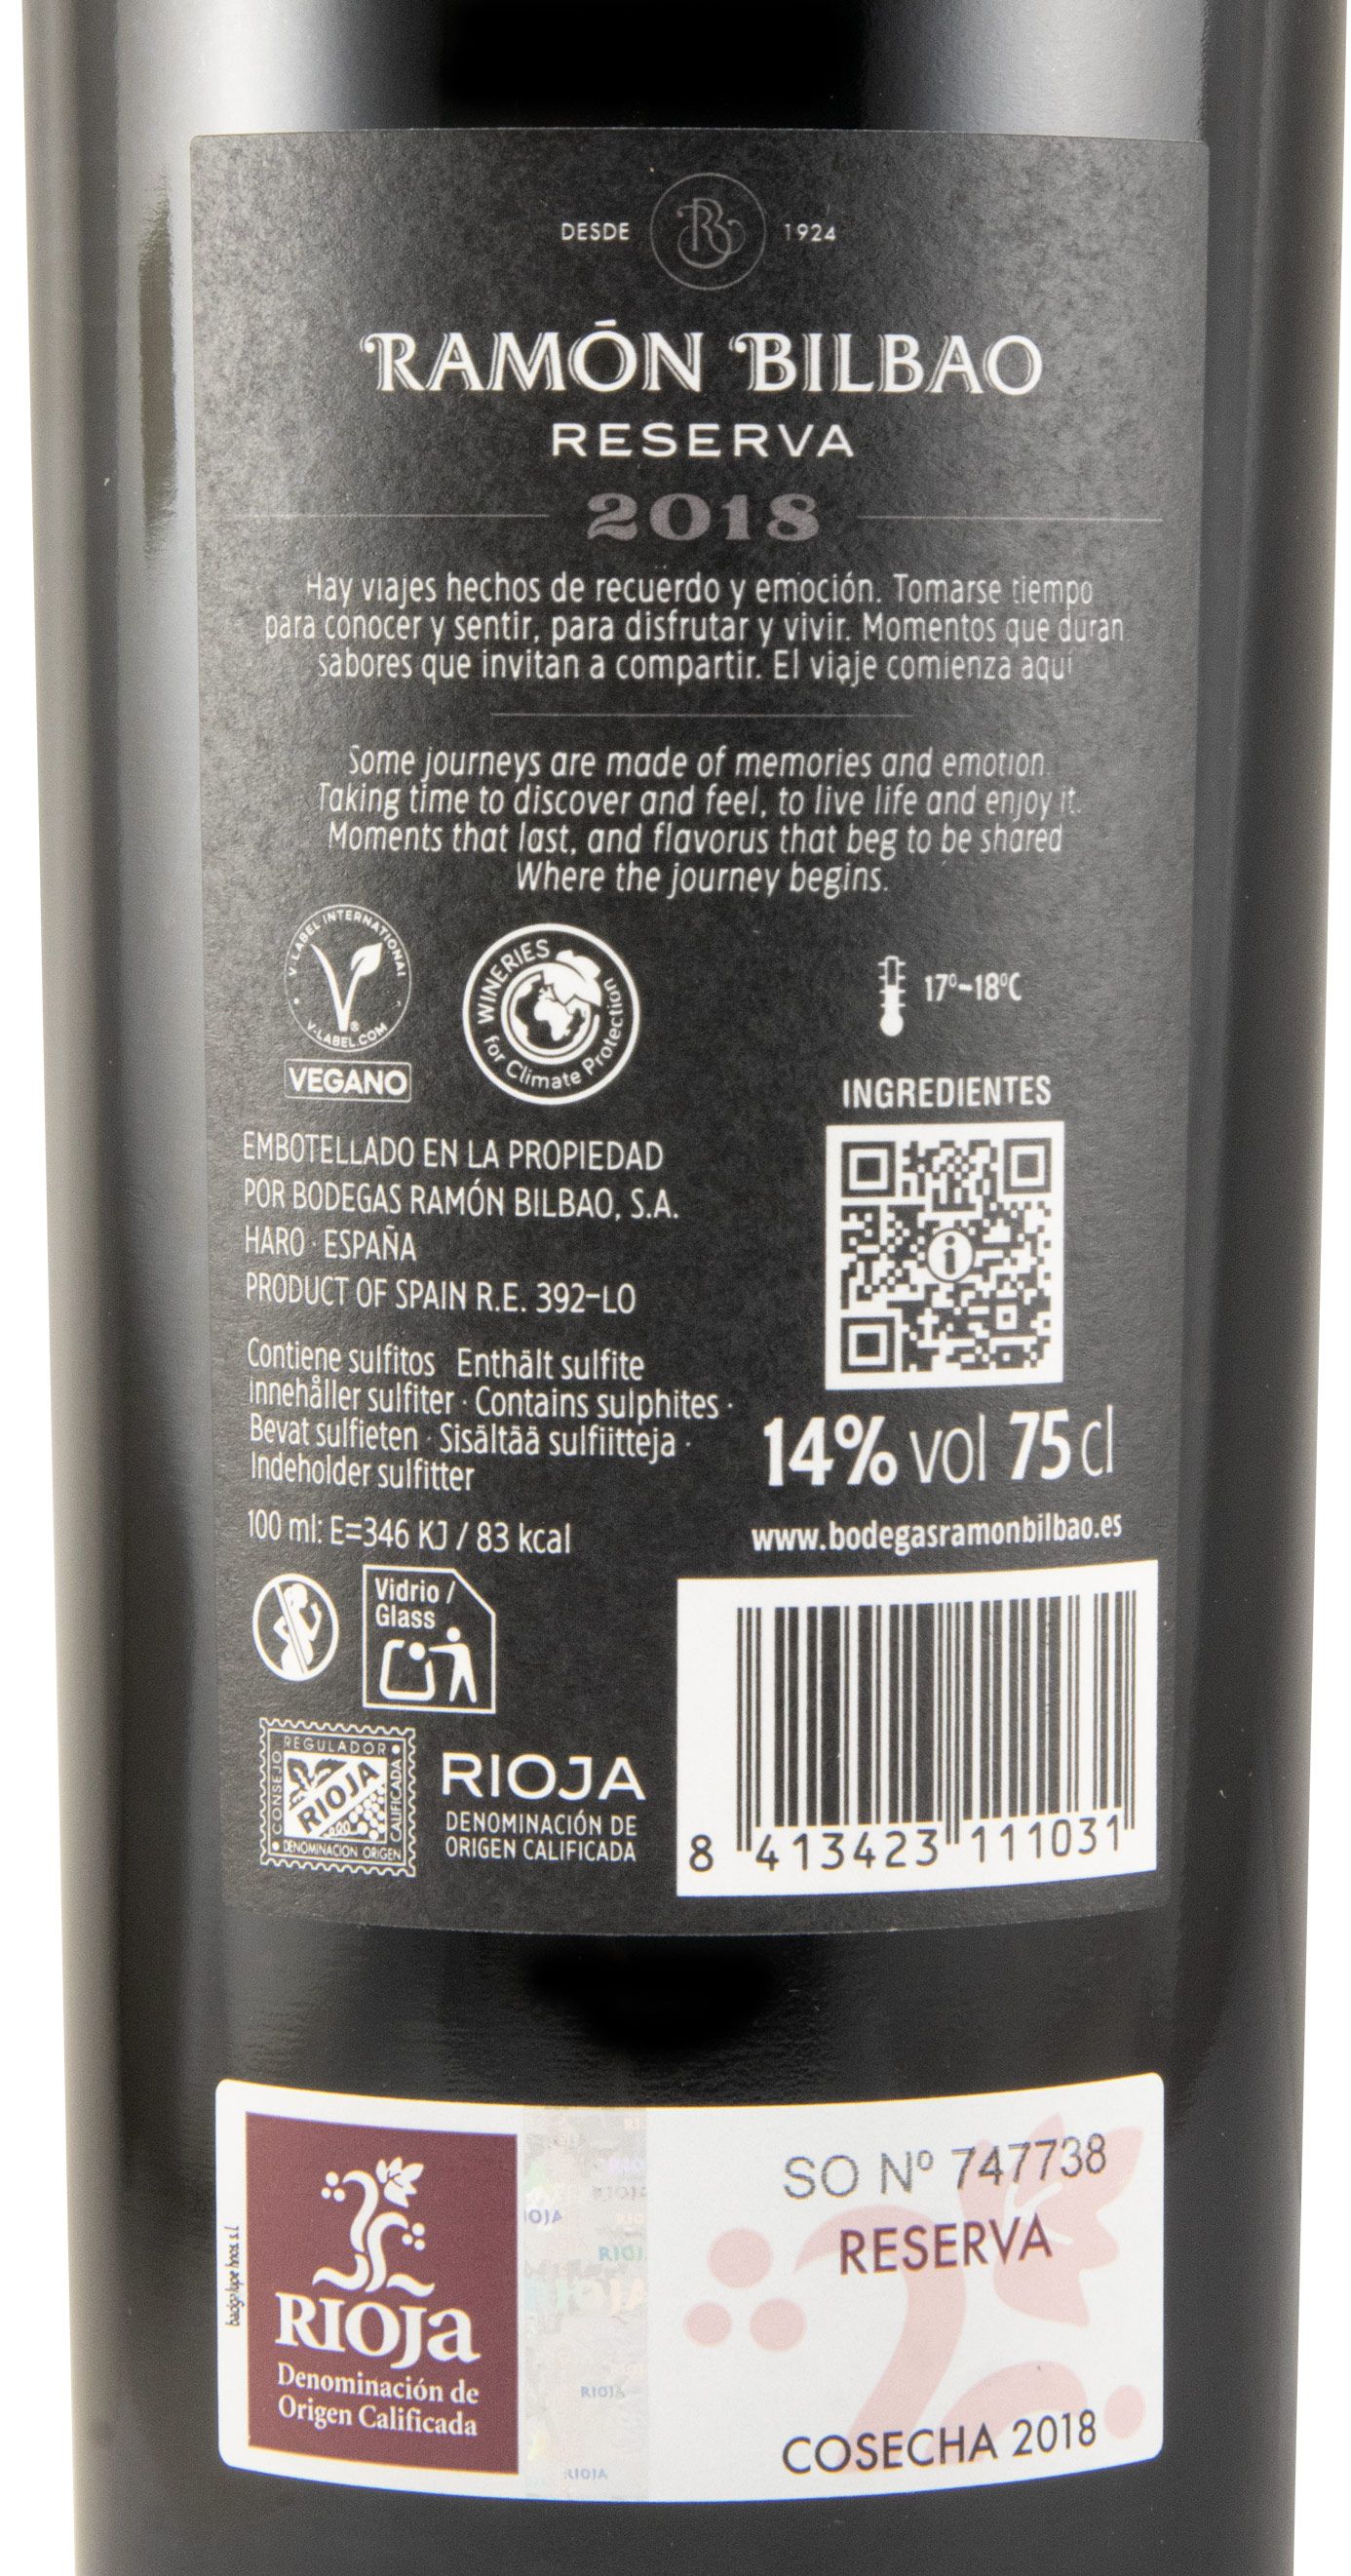 DESDE 1924
RAMÓN BILBAO
RESERVA
2018
Hay viajes hechos de recuerdo y emoción. Tomarse tiempo
para conocer y sentir, para disfrutar y vivir. Momentos que duran
sabores que invitan a compartir. El viaje comienza aquí
Some journeys are made of memories and emotion.
Taking time to discover and feel, to live life and enjoy it.
Moments that last, and flavorus that beg to be shared
Where the journey begins.
V-LABEL INTERNATIONAL
V-LABEL.COM
VEGANO
WINERIES
for Climate Protection
17º-18ºC
INGREDIENTES
EMBOTELLADO EN LA PROPIEDAD
POR BODEGAS RAMÓN BILBAO, S.A.
HARO · ESPAÑA
PRODUCT OF SPAIN R.E. 392-LO
Contiene sulfitos Enthält sulfite
innehåller sulfiter · Contains sulphites ·
Bevat sulfieten · Sisältää sulfiitteja ·
Indeholder sulfitter
14% vol 75 cl
100 ml: E=346 KJ / 83 kcal
www.bodegasramonbilbao.es
Vidrio /
Glass
CONSEJO REGULADOR
RIOJA
DENOMINACION ORIGEN CALIFICADA
RIOJA
DENOMINACIÓN DE
ORIGEN CALIFICADA
8 413423 111031
RIOJA
Denominación de
Origen Calificada
SO Nº 747738
RESERVA
COSECHA 2018